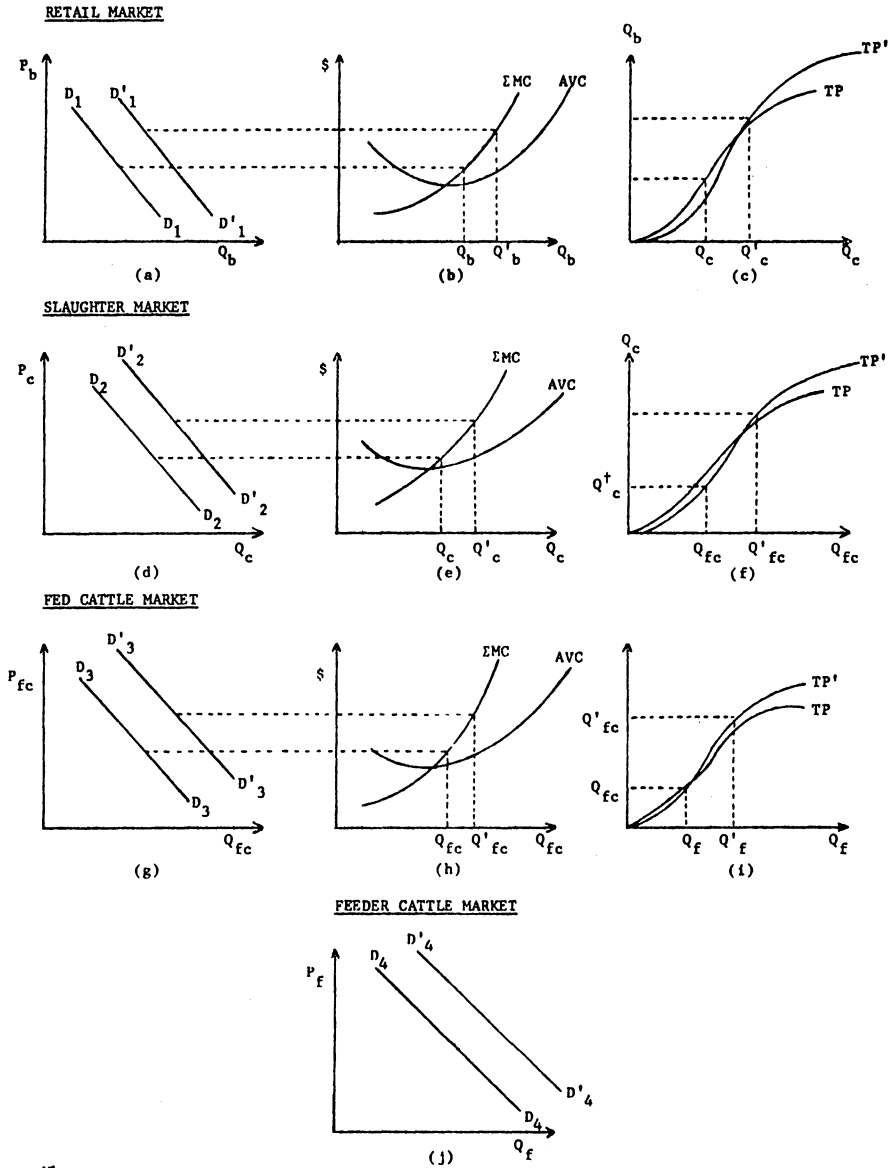 RETAIL MARKET
P_b D_1 D'_1 D_1 D'_1 Q_b
(a)
$ ΣMC AVC Q_b Q'_b Q_b
(b)
Q_b TP' TP Q_c Q'_c Q_c
(c)
SLAUGHTER MARKET
P_c D_2 D'_2 D_2 D'_2 Q_c
(d)
$ ΣMC AVC Q_c Q'_c Q_c
(e)
Q_c TP' TP Q†_c Q_fc Q'_fc Q_fc
(f)
FED CATTLE MARKET
P_fc D_3 D'_3 D_3 D'_3 Q_fc
(g)
$ ΣMC AVC Q_fc Q'_fc Q_fc
(h)
TP' TP Q'_fc Q_fc Q_f Q'_f Q_f
(i)
FEEDER CATTLE MARKET
P_f D_4 D'_4 D_4 D'_4 Q_f
(j)